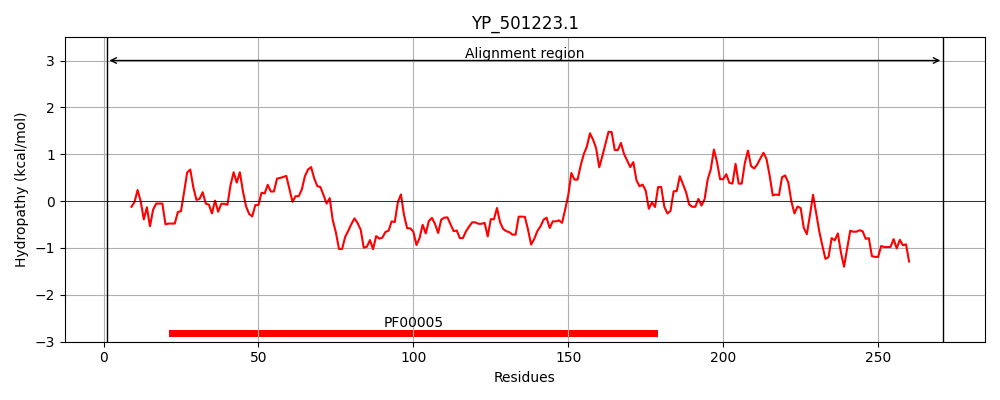 YP_501223.1
Alignment region
Hydropathy (kcal/mol)
3
2
1
0
−1
−2
−3
PF00005
0 50 100 150 200 250
Residues